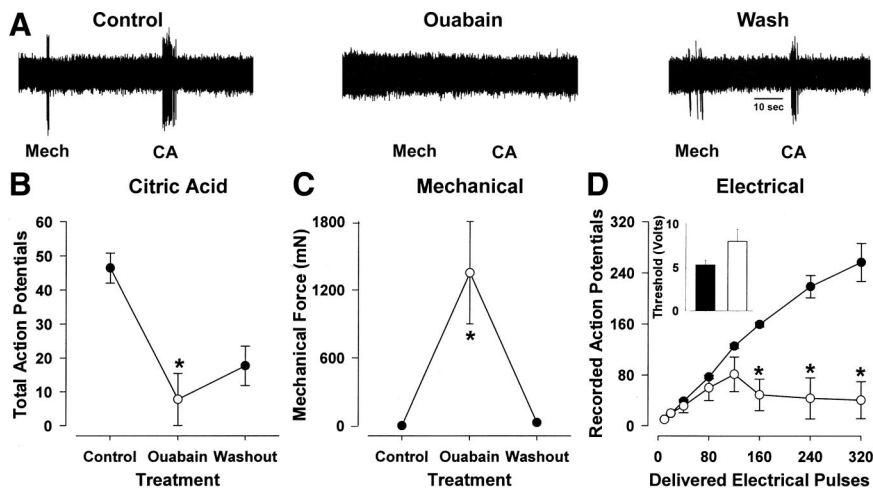 A
Control
Ouabain
Wash
10 sec
Mech CA
Mech CA
Mech CA
B Citric Acid
Total Action Potentials
60
50
40
30
20
10
0
*
Control Ouabain Washout
Treatment
C Mechanical
Mechanical Force (mN)
1800
1200
600
0
*
Control Ouabain Washout
Treatment
D Electrical
Recorded Action Potentials
320
240
160
80
0
Threshold (Volts)
10
5
0
* * *
0 80 160 240 320
Delivered Electrical Pulses